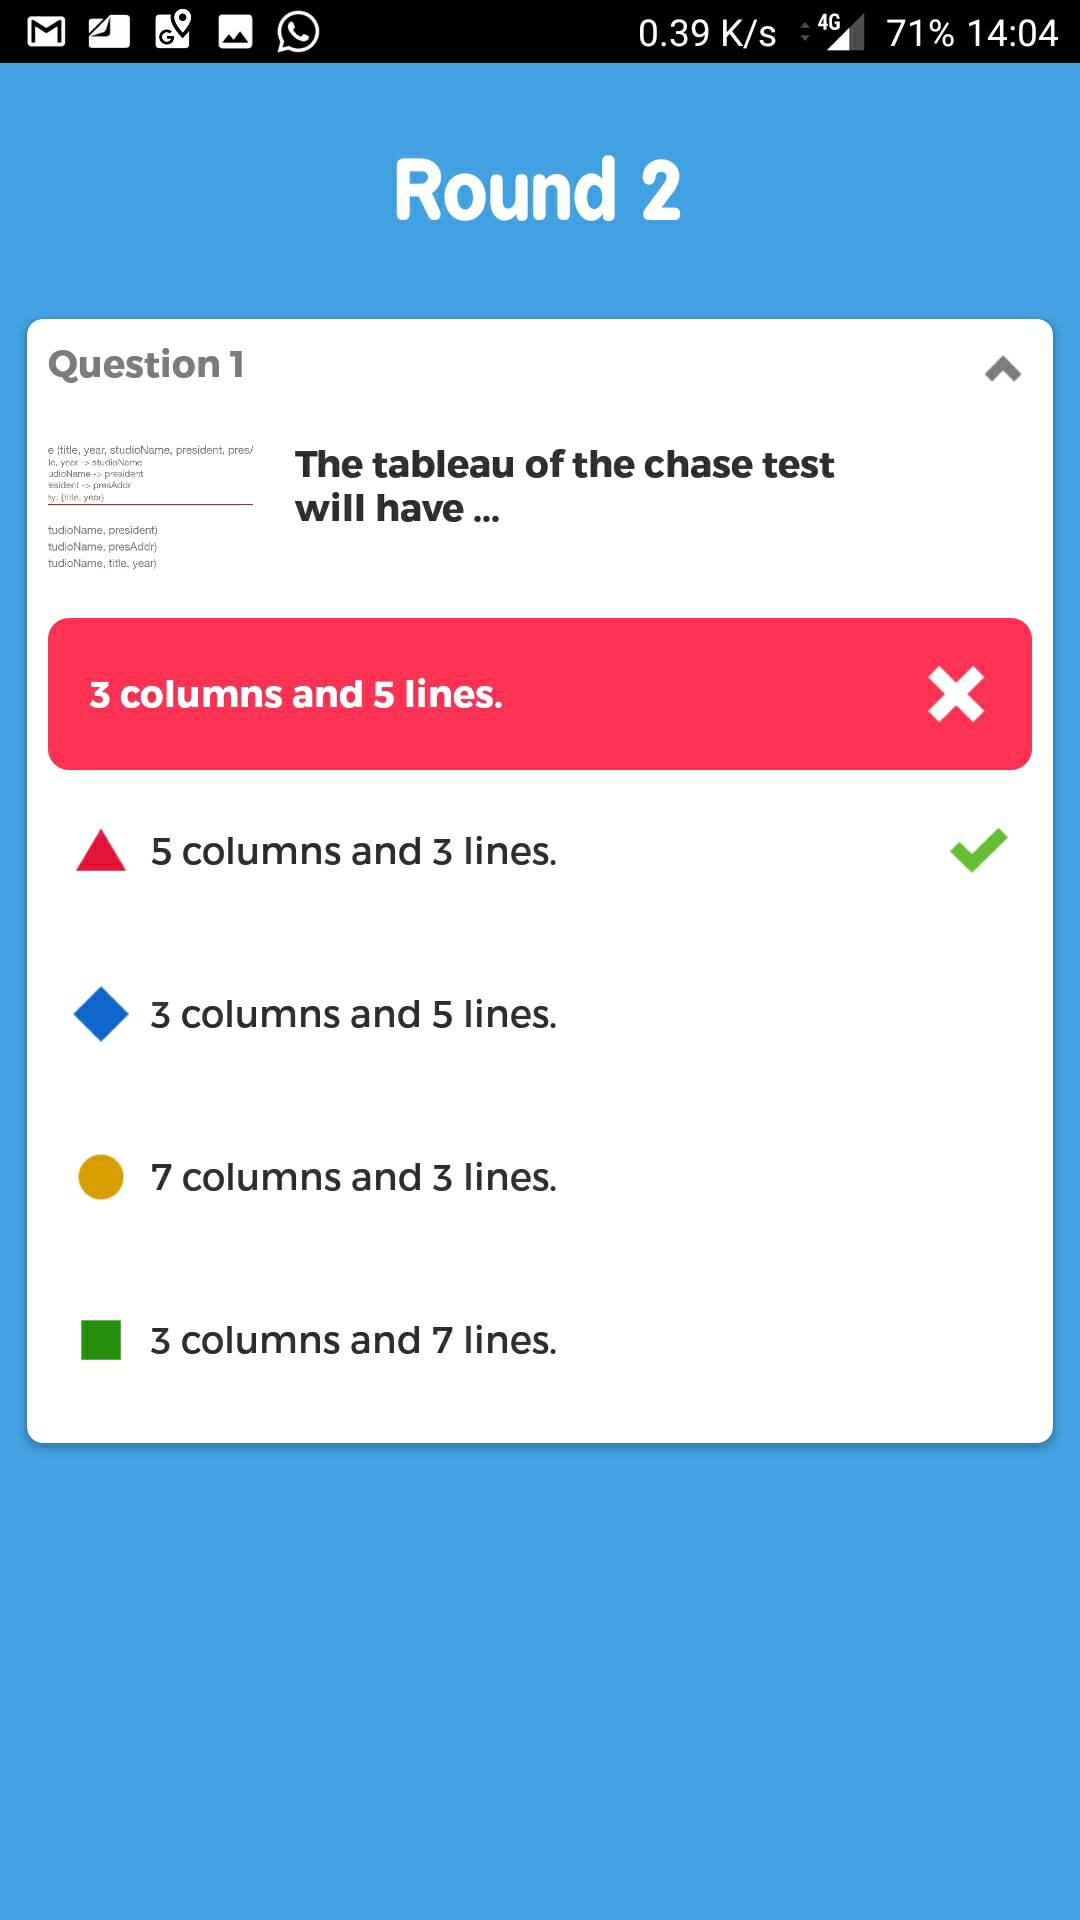 0.39 K/s 4G 71% 14:04
Round 2
Question 1
e (title, year, studioName, president, pres/
le, year -> studioName
udioName -> president
esident -> presAddr
ey: {title, year}
tudioName, president)
tudioName, presAddr)
tudioName, title, year)
The tableau of the chase test
will have ...
3 columns and 5 lines.
5 columns and 3 lines.
3 columns and 5 lines.
7 columns and 3 lines.
3 columns and 7 lines.